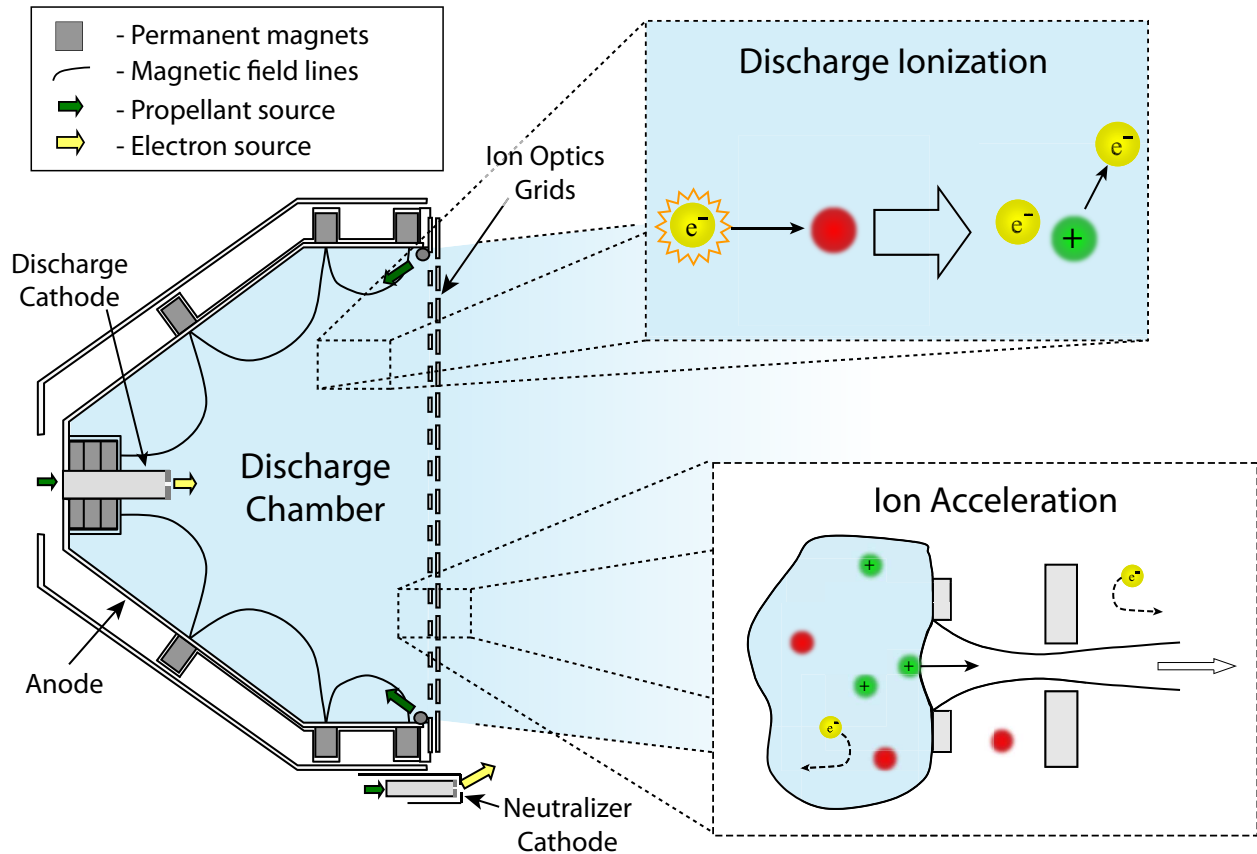 - Permanent magnets
- Magnetic field lines
- Propellant source
- Electron source
Ion Optics
Grids
Discharge Ionization
e-
e-
e-
+
Discharge
Cathode
Discharge
Chamber
Anode
Neutralizer
Cathode
Ion Acceleration
+
e-
+
+
e-